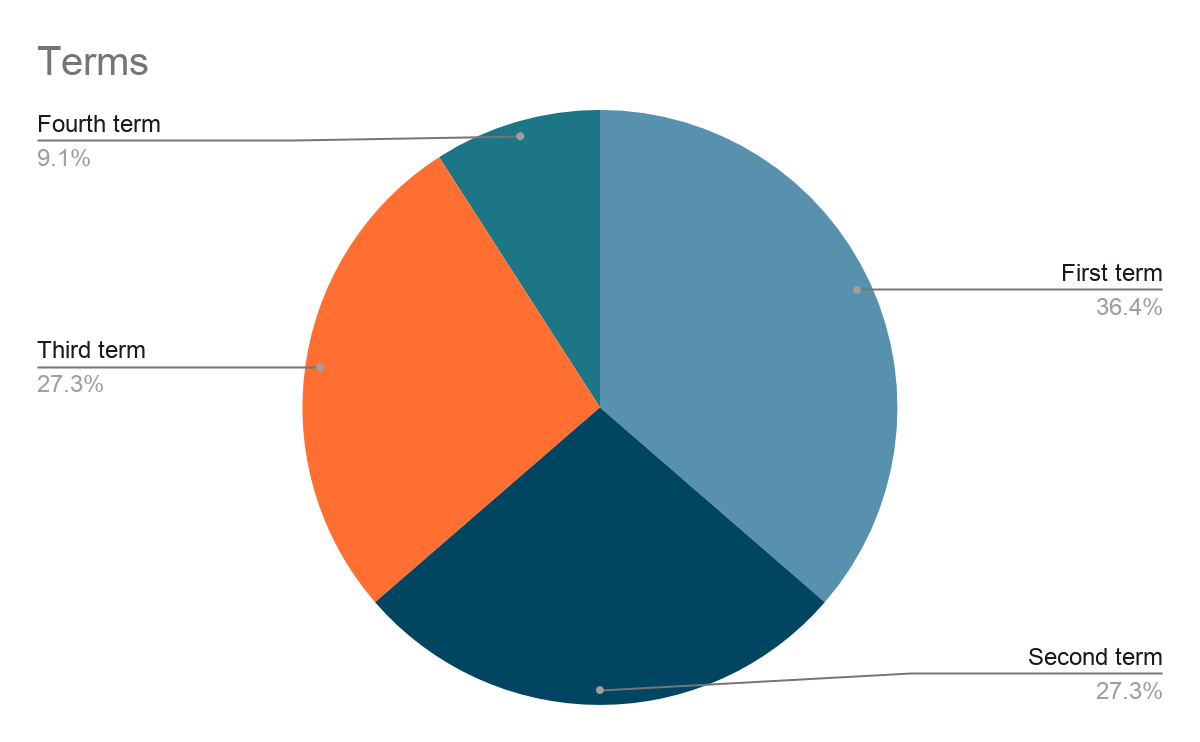 Terms
Fourth term
9.1%
First term
36.4%
Third term
27.3%
Second term
27.3%